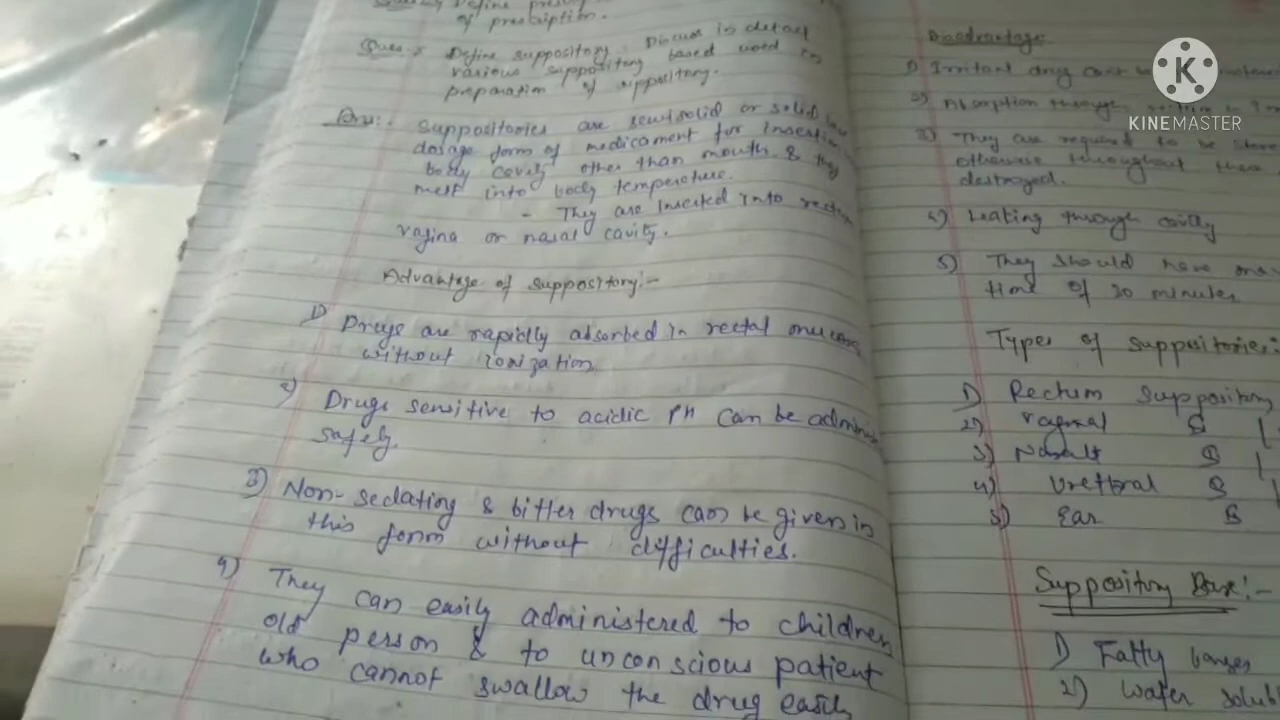 of prescription.
Ques:-5 Define suppository. Discuss in detail
various suppository based used in
preparation of suppository.
Ans:- Suppositories are semisolid or solid
dosage form of medicament for insertion
body cavity other than mouth & they
melt into body temperature.
- They are inserted into rectum
vagina or nasal cavity.
Advantage of suppository:-
1) Drugs are rapidly absorbed in rectal mucosa
without ionization.
2) Drugs sensitive to acidic PH can be adminis
safely.
3) Non-sedating & bitter drugs can be given in
this form without difficulties.
4) They can easily administered to children
old person & to unconscious patient
who cannot swallow the drug easily
Disadvantage:
1) Irritant drug can
2) Absorption through
3) They are required to be store
otherwise throughout there
destroyed.
4) Leaking through cavity
5) They should have
time of 30 minutes
Types of suppositories:
1) Rectum Suppository
2) Vaginal S
3) Nasal S
4) Urethral S
5) Ear S
Suppository Base:-
1) Fatty bases
2) Water solub
KINEMASTER